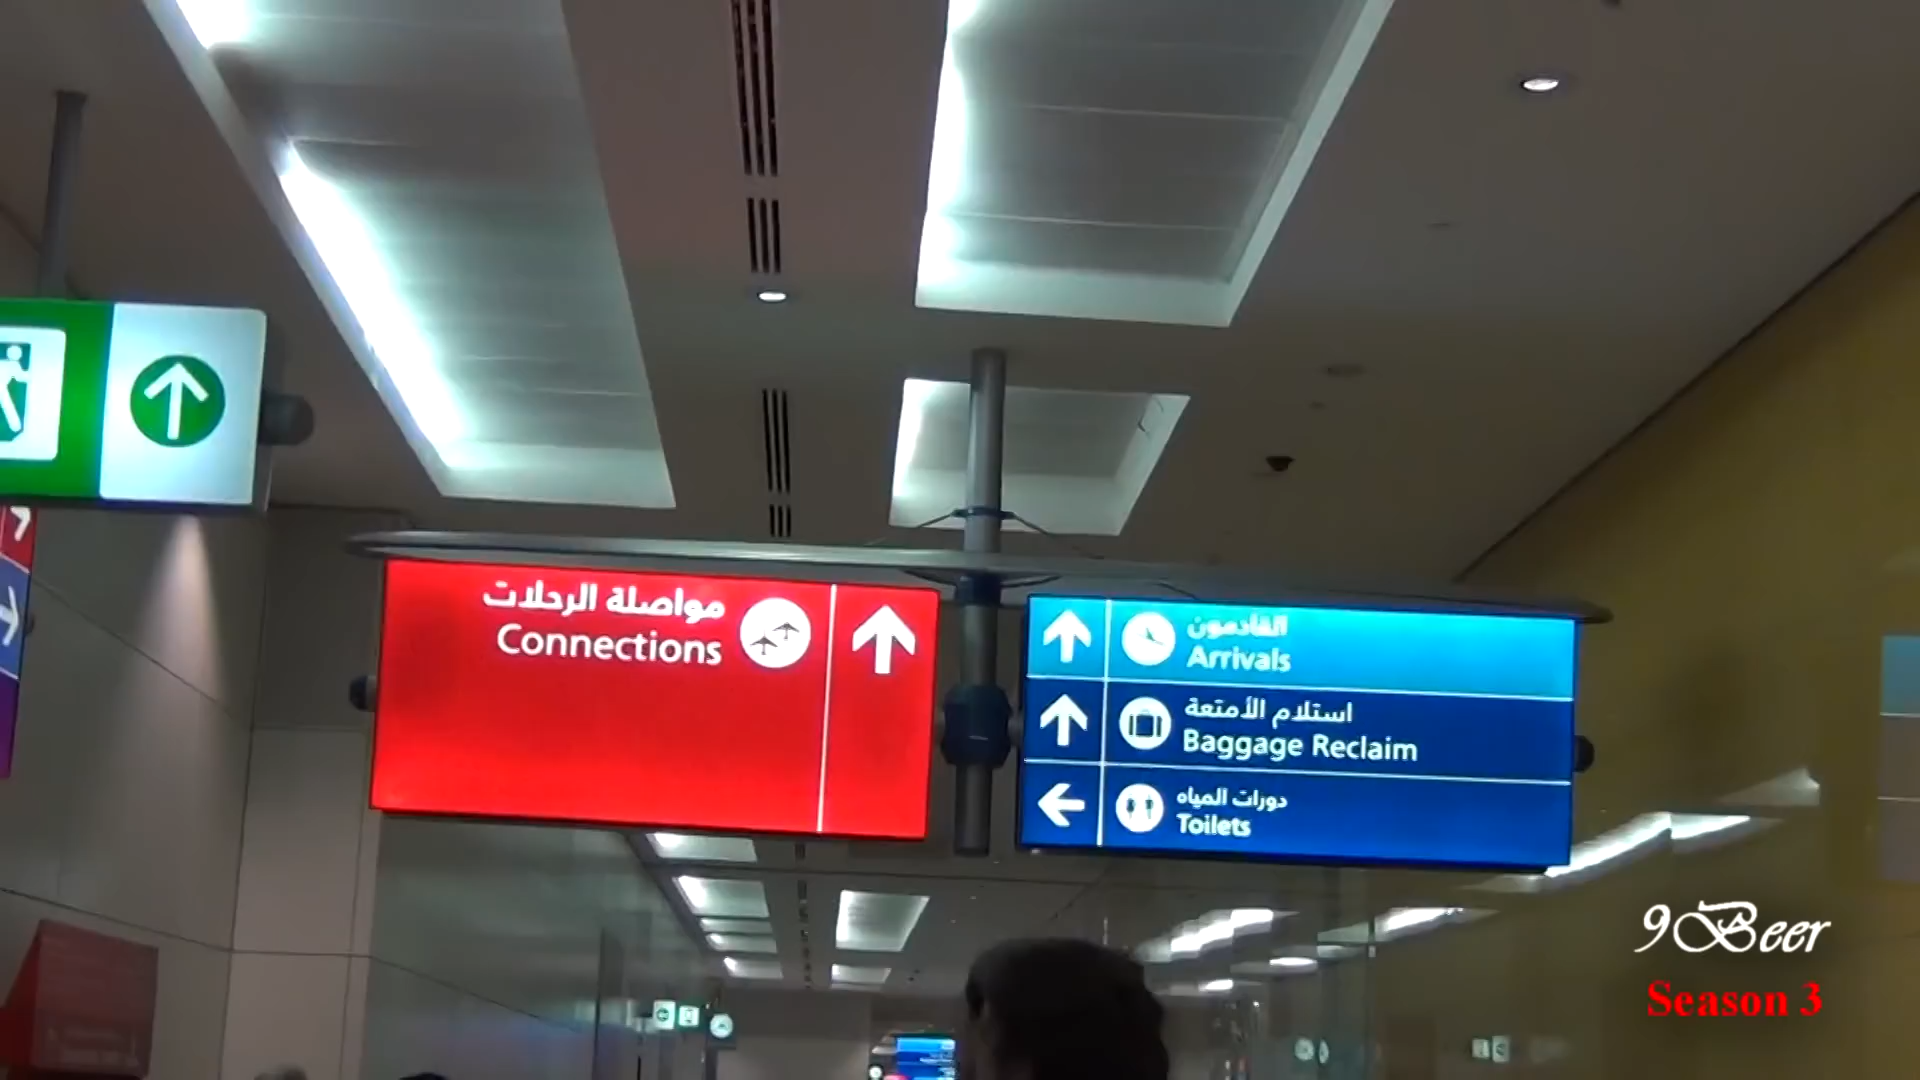 مواصلة الرحلات
Connections
القادمون
Arrivals
استلام الأمتعة
Baggage Reclaim
دورات المياه
Toilets
9Beer
Season 3